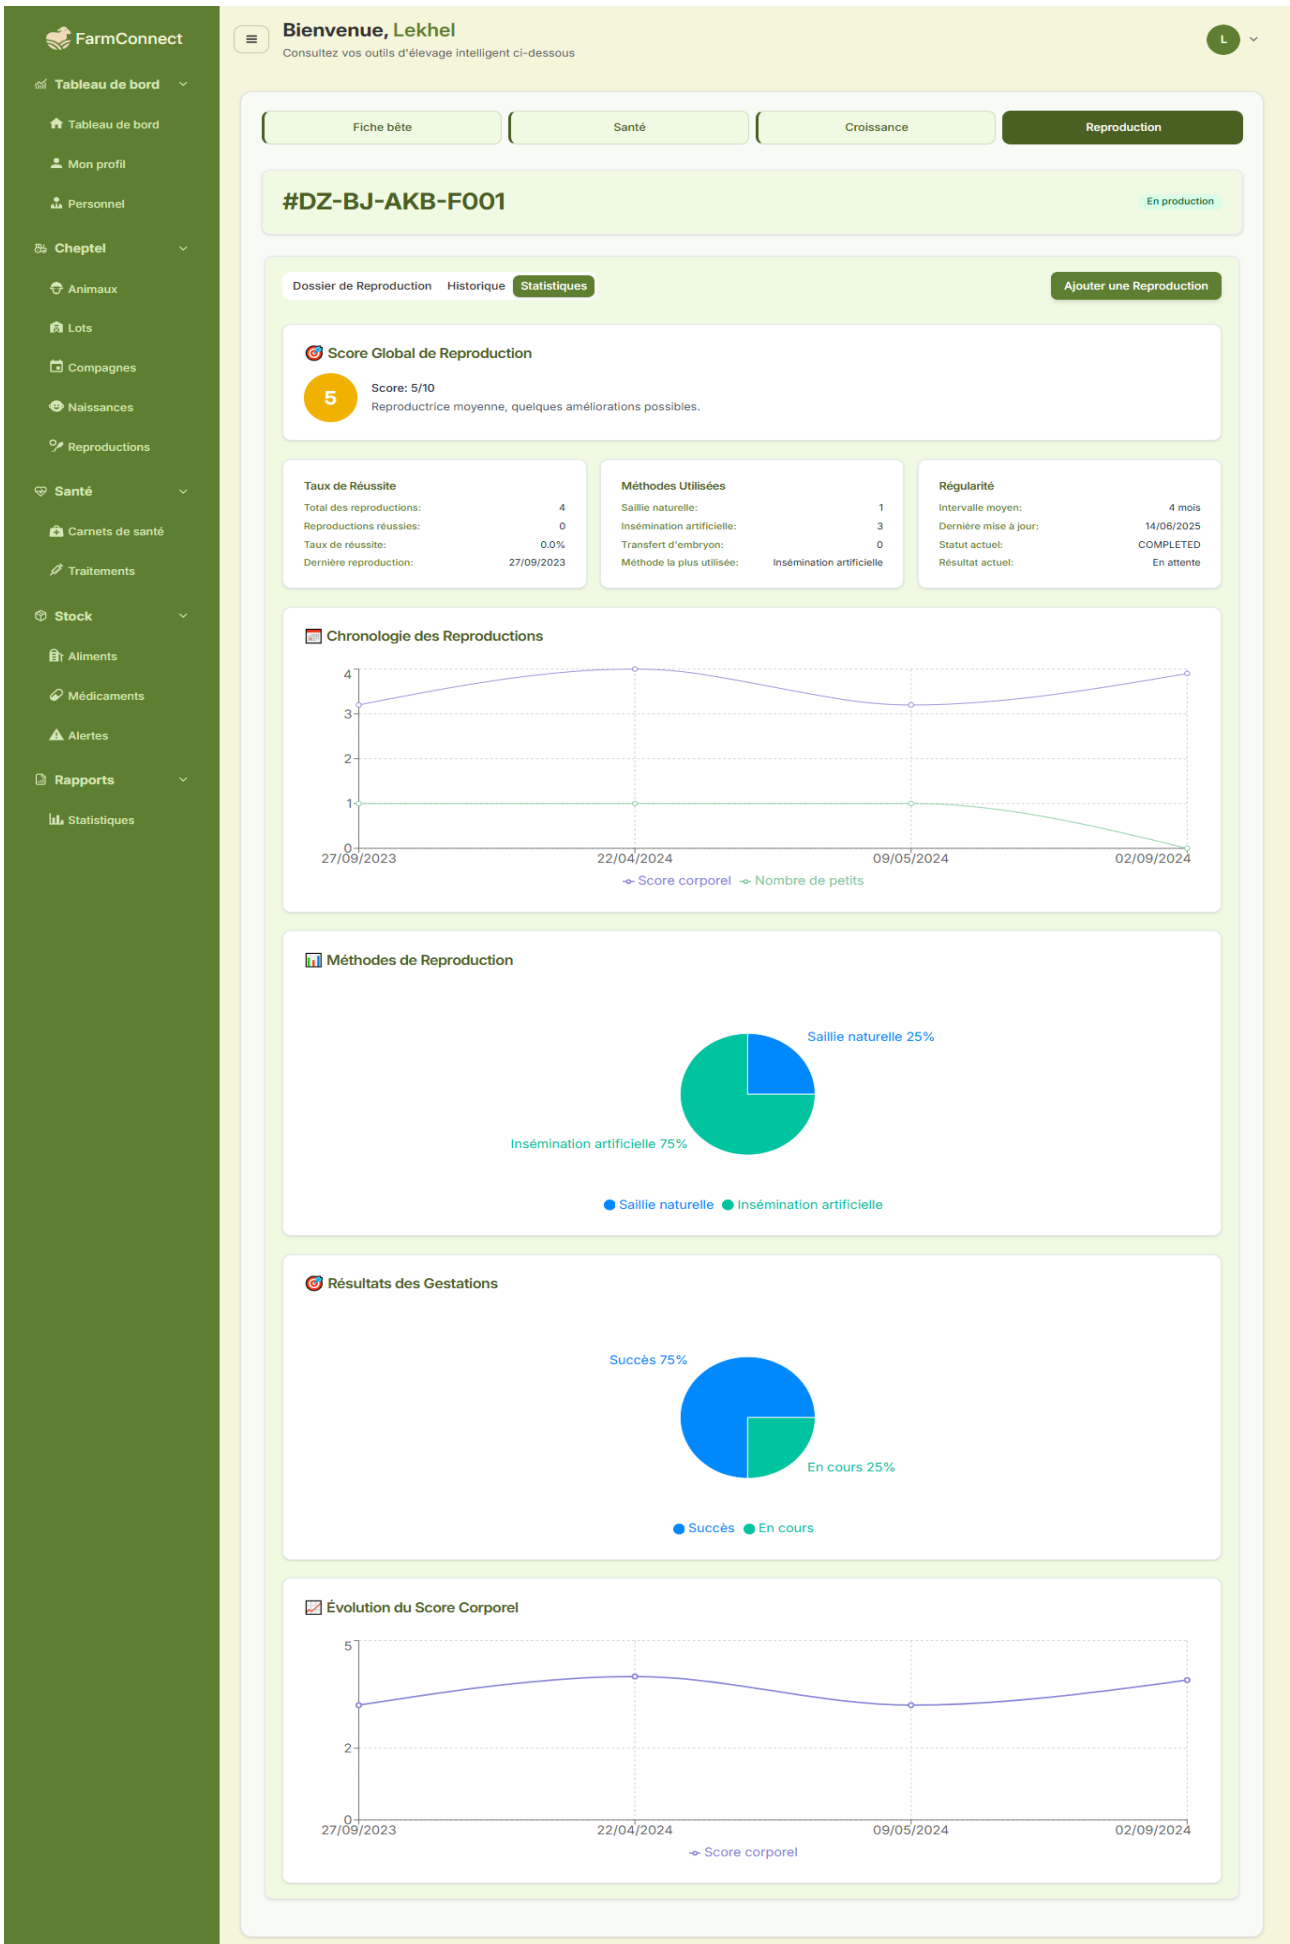 FarmConnect
Tableau de bord
Tableau de bord
Mon profil
Personnel
Cheptel
Animaux
Lots
Compagnes
Naissances
Reproductions
Santé
Carnets de santé
Traitements
Stock
Aliments
Médicaments
Alertes
Rapports
Statistiques
Bienvenue, Lekhel
Consultez vos outils d'élevage intelligent ci-dessous
L
Fiche bête Santé Croissance Reproduction
#DZ-BJ-AKB-F001
En production
Dossier de Reproduction Historique Statistiques
Ajouter une Reproduction
Score Global de Reproduction
5
Score: 5/10
Reproductrice moyenne, quelques améliorations possibles.
Taux de Réussite
Total des reproductions: 4
Reproductions réussies: 0
Taux de réussite: 0.0%
Dernière reproduction: 27/09/2023
Méthodes Utilisées
Saillie naturelle: 1
Insémination artificielle: 3
Transfert d'embryon: 0
Méthode la plus utilisée: Insémination artificielle
Régularité
Intervalle moyen: 4 mois
Dernière mise à jour: 14/06/2025
Statut actuel: COMPLETED
Résultat actuel: En attente
Chronologie des Reproductions
4
3
2
1
0
27/09/2023 22/04/2024 09/05/2024 02/09/2024
Score corporel Nombre de petits
Méthodes de Reproduction
Saillie naturelle 25%
Insémination artificielle 75%
Saillie naturelle Insémination artificielle
Résultats des Gestations
Succès 75%
En cours 25%
Succès En cours
Évolution du Score Corporel
5
2
0
27/09/2023 22/04/2024 09/05/2024 02/09/2024
Score corporel